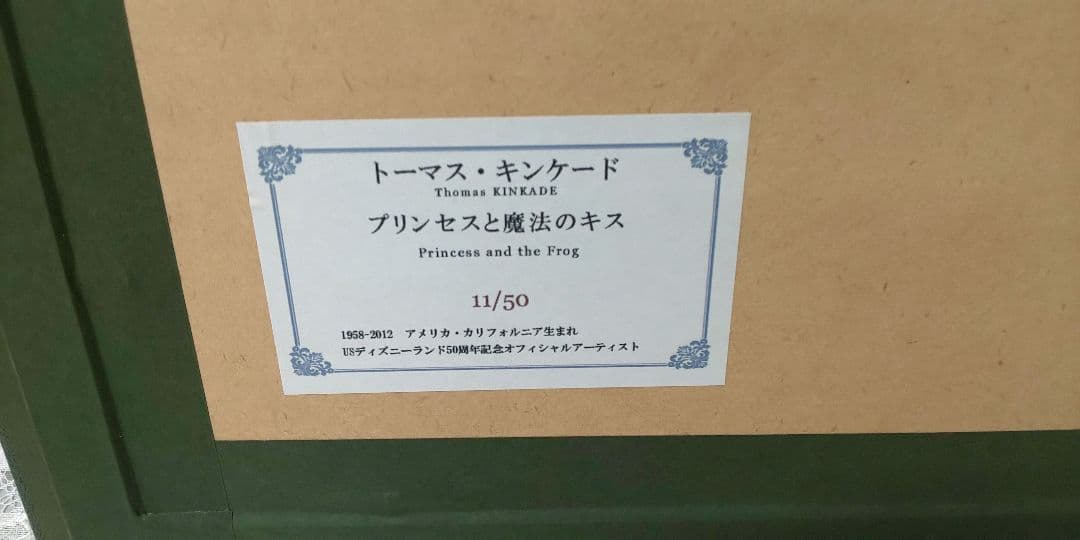 トーマス・キンケード
Thomas KINKADE
プリンセスと魔法のキス
Princess and the Frog
11/50
1958-2012 アメリカ・カリフォルニア生まれ
USディズニーランド50周年記念オフィシャルアーティスト